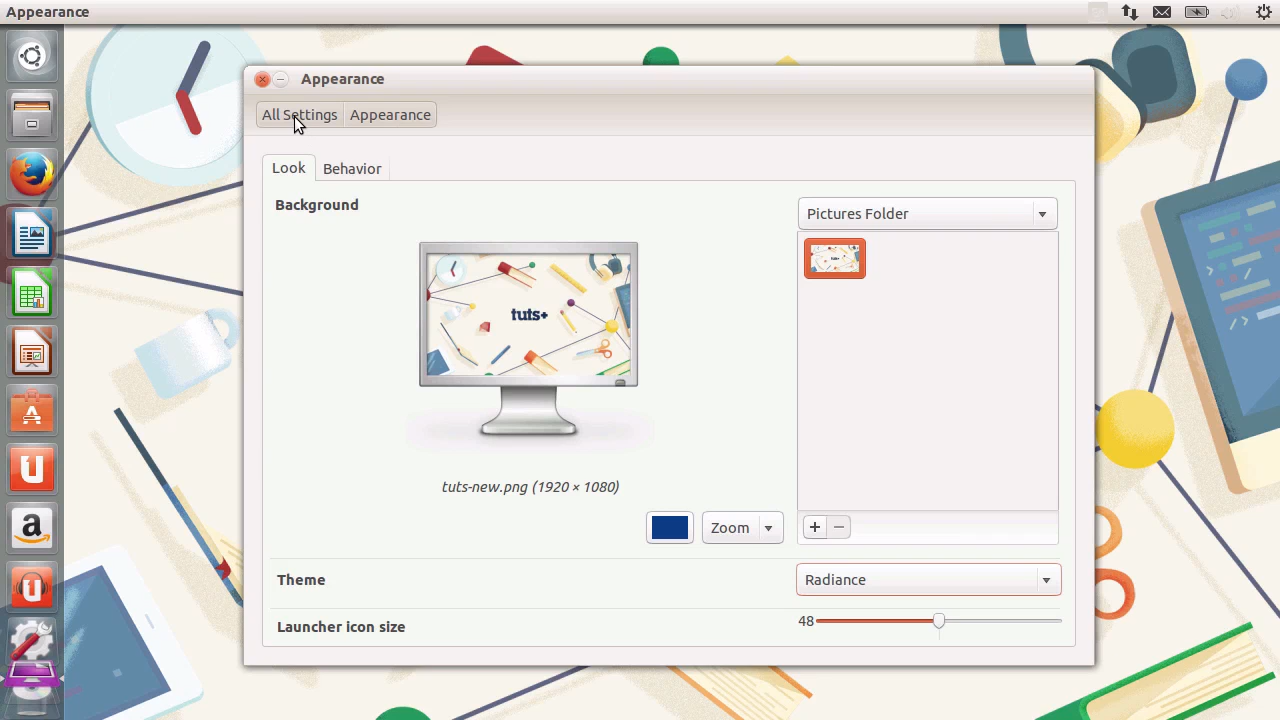 Appearance
Appearance
All Settings
Appearance
Look
Behavior
Background
Pictures Folder
tuts+
tuts-new.png (1920 × 1080)
Zoom
Theme
Radiance
Launcher icon size
48